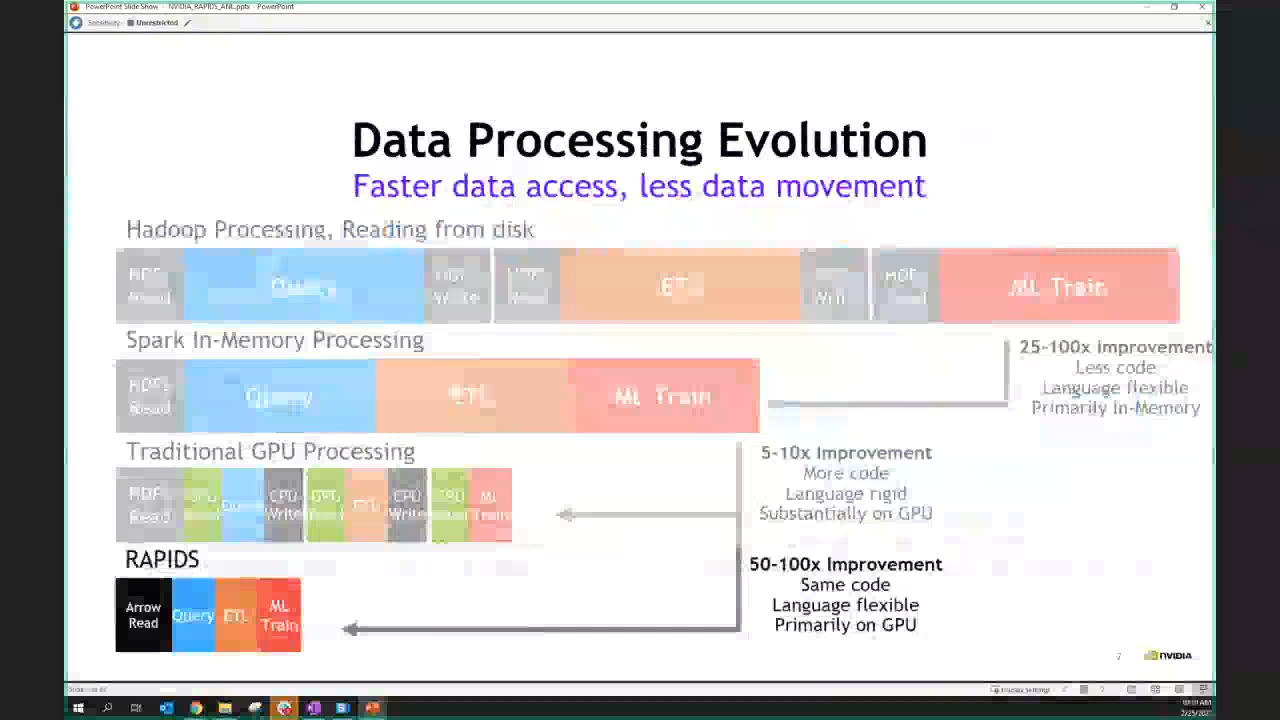 PowerPoint Slide Show - NVIDIA_RAPIDS_ANL.pptx - PowerPoint
Sensitivity: Unrestricted
Data Processing Evolution
Faster data access, less data movement
Hadoop Processing, Reading from disk
HDFS Read
Query
HDFS Write
HDFS Read
ETL
HDFS Write
HDFS Read
ML Train
Spark In-Memory Processing
25-100x Improvement
Less code
Language flexible
Primarily In-Memory
HDFS Read
Query
ETL
ML Train
Traditional GPU Processing
5-10x Improvement
More code
Language rigid
Substantially on GPU
HDFS Read
GPU Read
Query
CPU Write
GPU Read
ETL
CPU Write
GPU Read
ML Train
RAPIDS
50-100x Improvement
Same code
Language flexible
Primarily on GPU
Arrow Read
Query
ETL
ML Train
7
NVIDIA
Display Settings